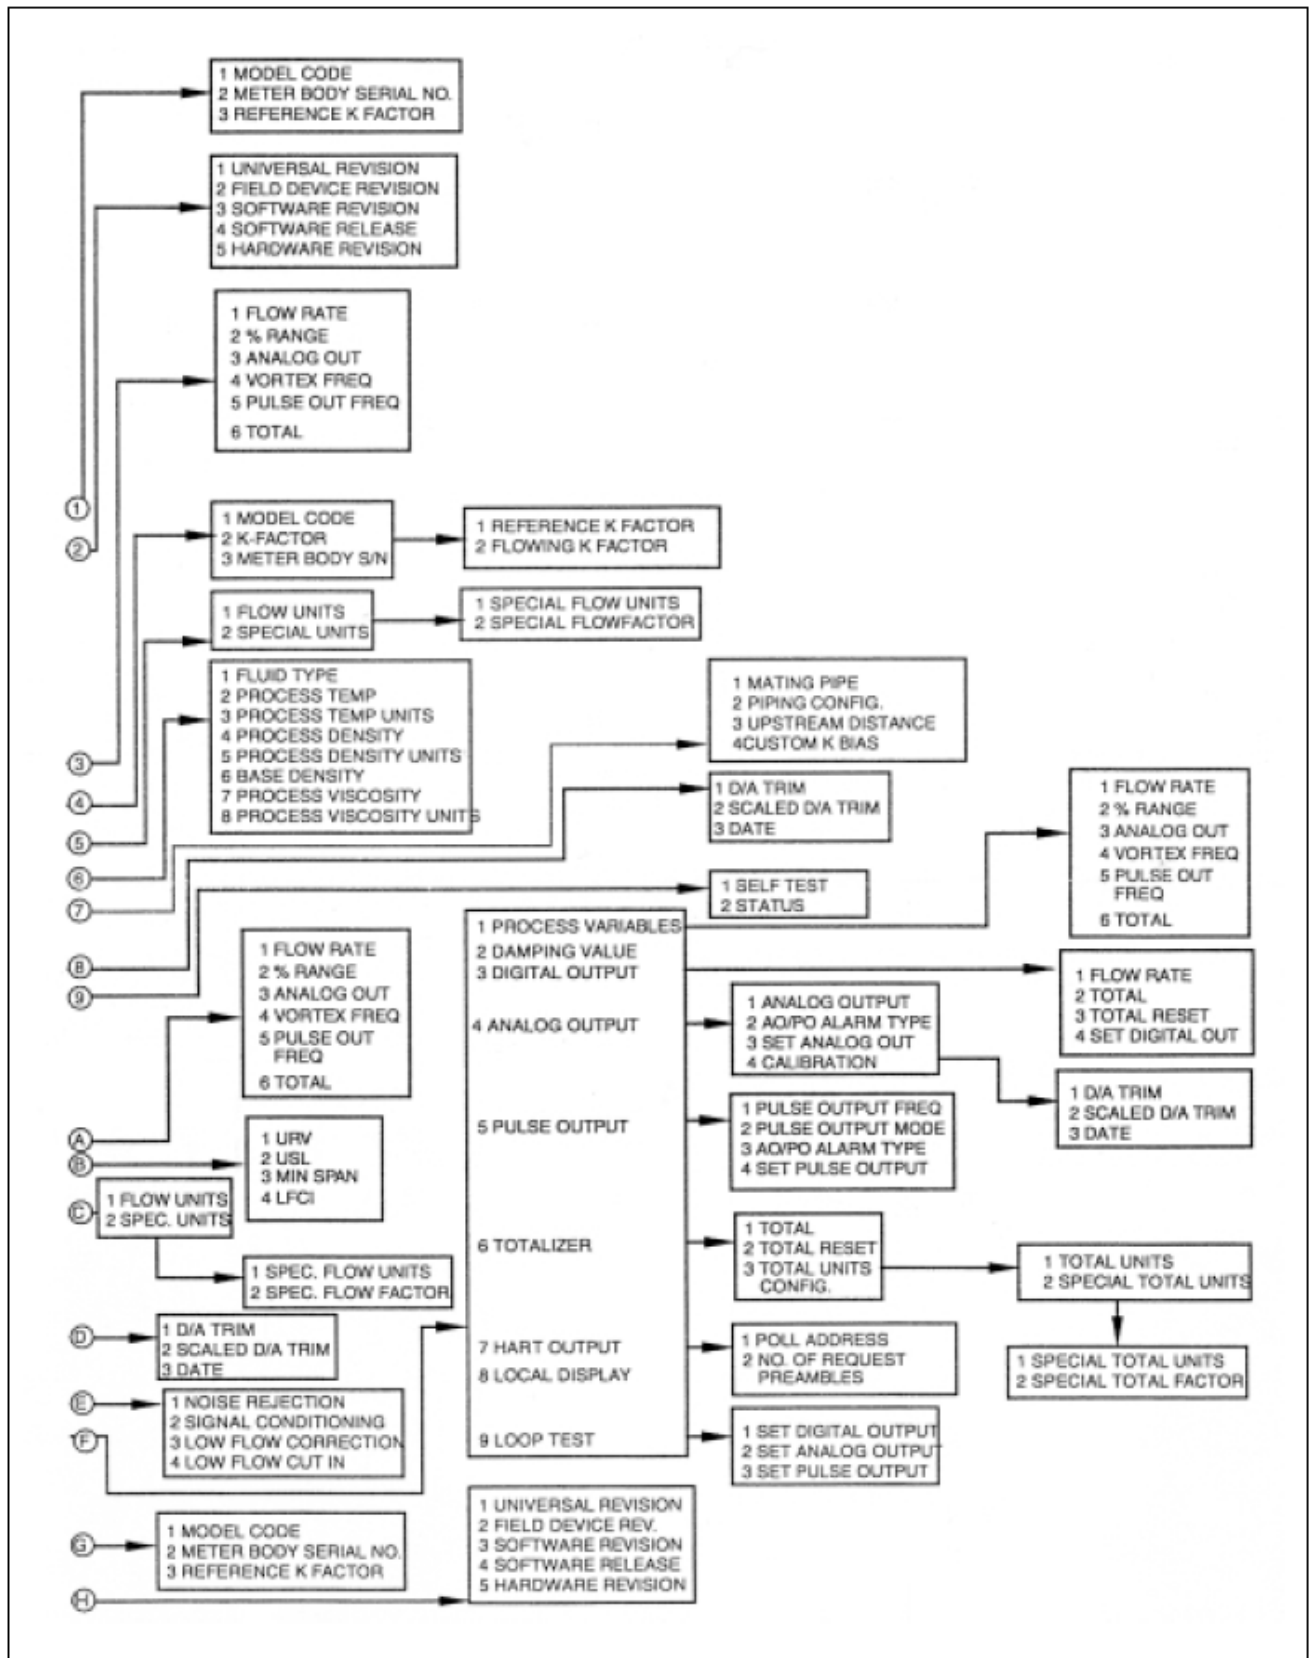 1 MODEL CODE
2 METER BODY SERIAL NO.
3 REFERENCE K FACTOR
1 UNIVERSAL REVISION
2 FIELD DEVICE REVISION
3 SOFTWARE REVISION
4 SOFTWARE RELEASE
5 HARDWARE REVISION
1 FLOW RATE
2 % RANGE
3 ANALOG OUT
4 VORTEX FREQ
5 PULSE OUT FREQ
6 TOTAL
1
2
1 MODEL CODE
2 K-FACTOR
3 METER BODY S/N
1 REFERENCE K FACTOR
2 FLOWING K FACTOR
1 FLOW UNITS
2 SPECIAL UNITS
1 SPECIAL FLOW UNITS
2 SPECIAL FLOWFACTOR
1 FLUID TYPE
2 PROCESS TEMP
3 PROCESS TEMP UNITS
4 PROCESS DENSITY
5 PROCESS DENSITY UNITS
6 BASE DENSITY
7 PROCESS VISCOSITY
8 PROCESS VISCOSITY UNITS
1 MATING PIPE
2 PIPING CONFIG.
3 UPSTREAM DISTANCE
4CUSTOM K BIAS
3
4
5
6
7
8
9
1 D/A TRIM
2 SCALED D/A TRIM
3 DATE
1 FLOW RATE
2 % RANGE
3 ANALOG OUT
4 VORTEX FREQ
5 PULSE OUT
FREQ
6 TOTAL
1 SELF TEST
2 STATUS
1 FLOW RATE
2 % RANGE
3 ANALOG OUT
4 VORTEX FREQ
5 PULSE OUT
FREQ
6 TOTAL
1 PROCESS VARIABLES
2 DAMPING VALUE
3 DIGITAL OUTPUT
4 ANALOG OUTPUT
5 PULSE OUTPUT
6 TOTALIZER
7 HART OUTPUT
8 LOCAL DISPLAY
9 LOOP TEST
1 FLOW RATE
2 TOTAL
3 TOTAL RESET
4 SET DIGITAL OUT
1 ANALOG OUTPUT
2 AO/PO ALARM TYPE
3 SET ANALOG OUT
4 CALIBRATION
1 D/A TRIM
2 SCALED D/A TRIM
3 DATE
1 PULSE OUTPUT FREQ
2 PULSE OUTPUT MODE
3 AO/PO ALARM TYPE
4 SET PULSE OUTPUT
A
B
1 URV
2 USL
3 MIN SPAN
4 LFCI
C
1 FLOW UNITS
2 SPEC. UNITS
1 SPEC. FLOW UNITS
2 SPEC. FLOW FACTOR
1 TOTAL
2 TOTAL RESET
3 TOTAL UNITS
CONFIG.
1 TOTAL UNITS
2 SPECIAL TOTAL UNITS
1 SPECIAL TOTAL UNITS
2 SPECIAL TOTAL FACTOR
D
1 D/A TRIM
2 SCALED D/A TRIM
3 DATE
1 POLL ADDRESS
2 NO. OF REQUEST
PREAMBLES
E
1 NOISE REJECTION
2 SIGNAL CONDITIONING
3 LOW FLOW CORRECTION
4 LOW FLOW CUT IN
F
1 SET DIGITAL OUTPUT
2 SET ANALOG OUTPUT
3 SET PULSE OUTPUT
G
1 MODEL CODE
2 METER BODY SERIAL NO.
3 REFERENCE K FACTOR
H
1 UNIVERSAL REVISION
2 FIELD DEVICE REV.
3 SOFTWARE REVISION
4 SOFTWARE RELEASE
5 HARDWARE REVISION